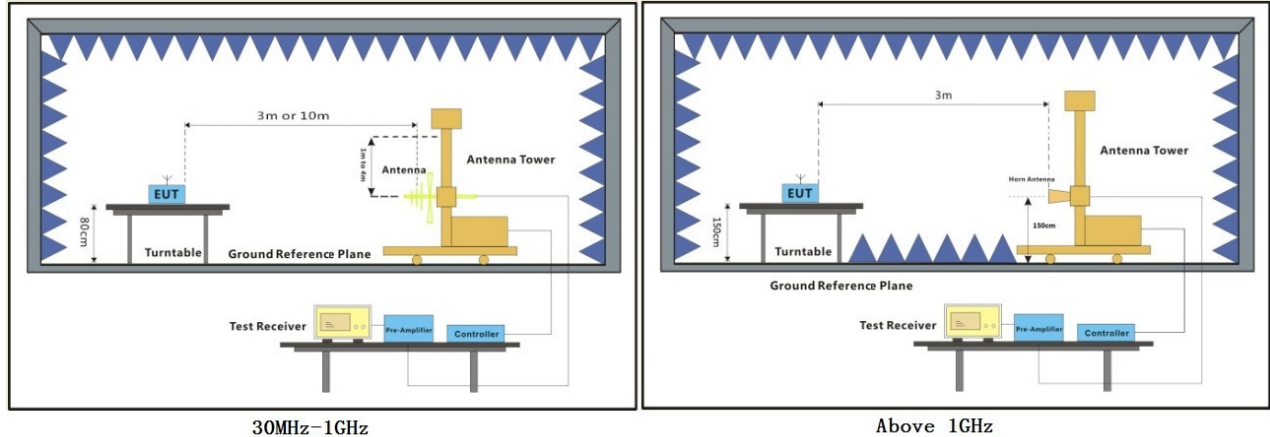 3m or 10m
1m to 4m
Antenna
Antenna Tower
EUT
80cm
Turntable
Ground Reference Plane
Test Receiver
Pre-Amplifier
Controller
30MHz-1GHz
3m
Antenna Tower
Horn Antenna
EUT
150cm
150cm
Turntable
Ground Reference Plane
Test Receiver
Pre-Amplifier
Controller
Above 1GHz